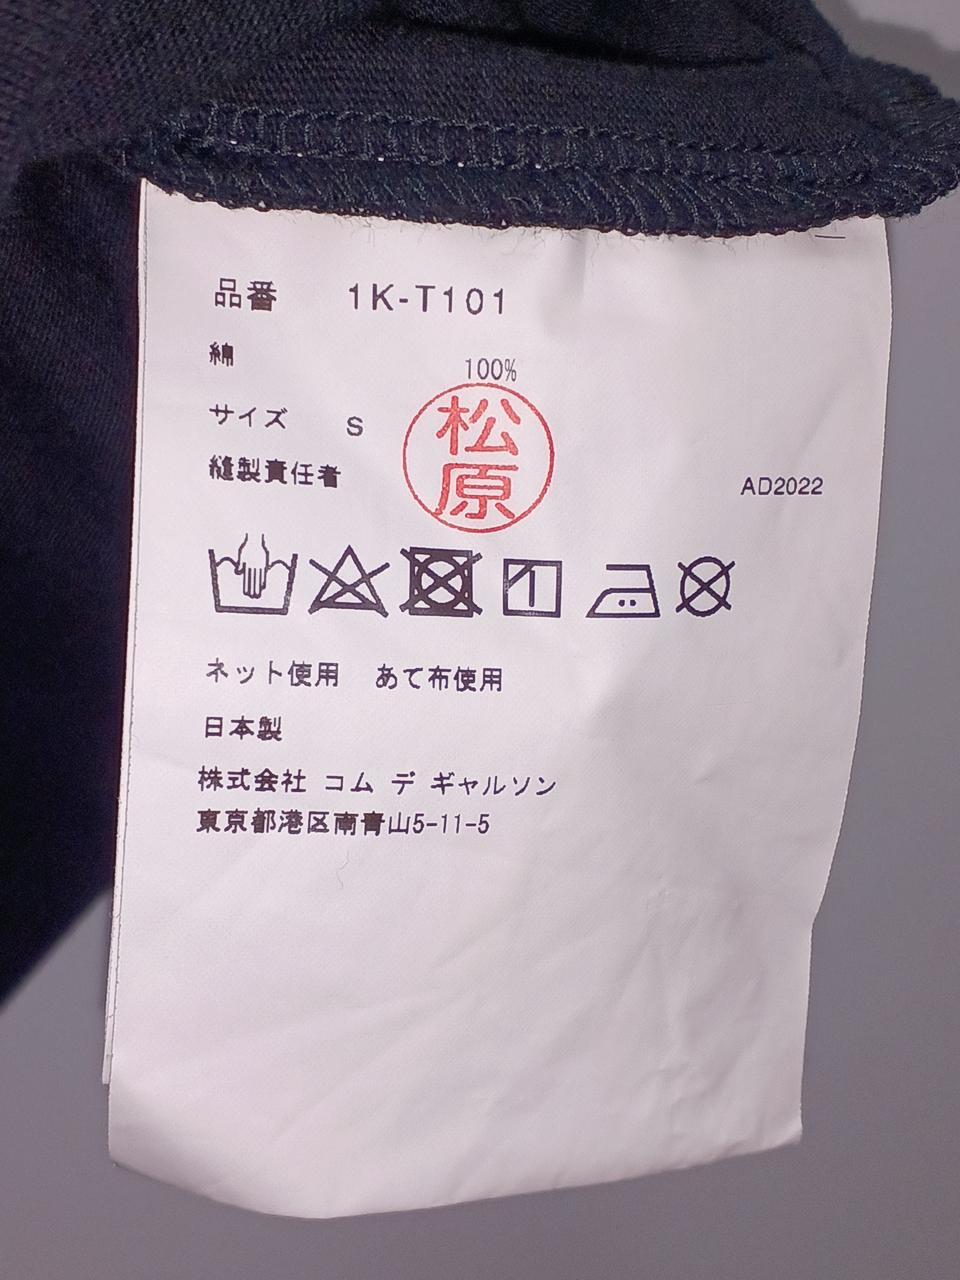 品番 1K-T101
綿 100%
サイズ S
松原
縫製責任者
AD2022
ネット使用 あて布使用
日本製
株式会社 コム デ ギャルソン
東京都港区南青山5-11-5